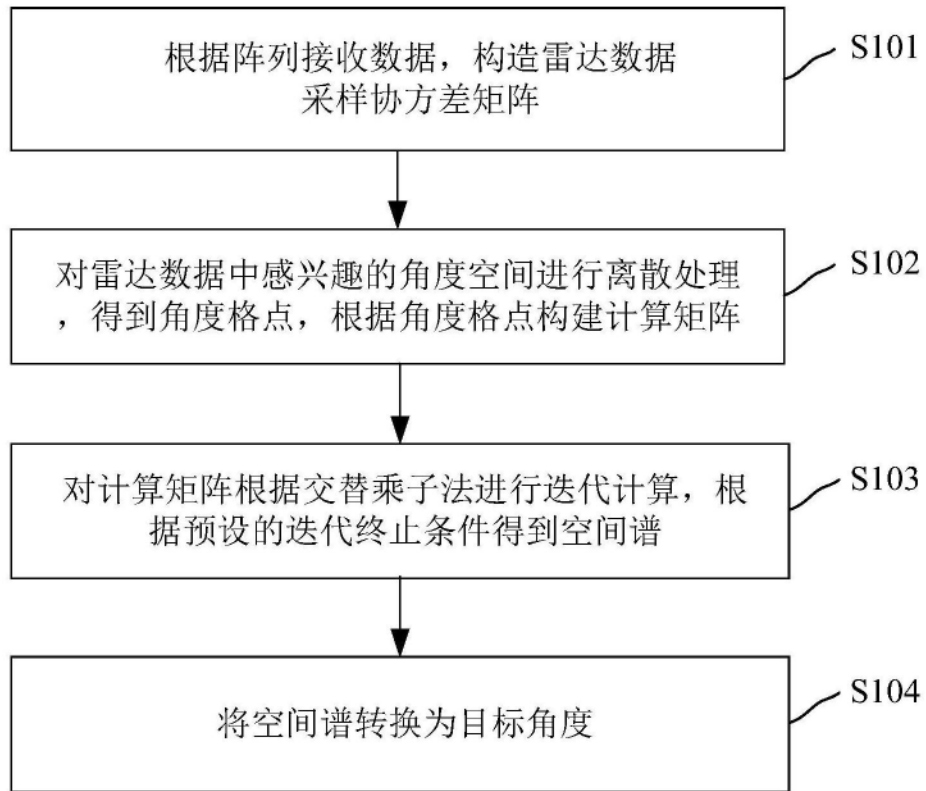 根据阵列接收数据，构造雷达数据
采样协方差矩阵
S101
对雷达数据中感兴趣的角度空间进行离散处理
，得到角度格点，根据角度格点构建计算矩阵
S102
对计算矩阵根据交替乘子法进行迭代计算，根
据预设的迭代终止条件得到空间谱
S103
将空间谱转换为目标角度
S104